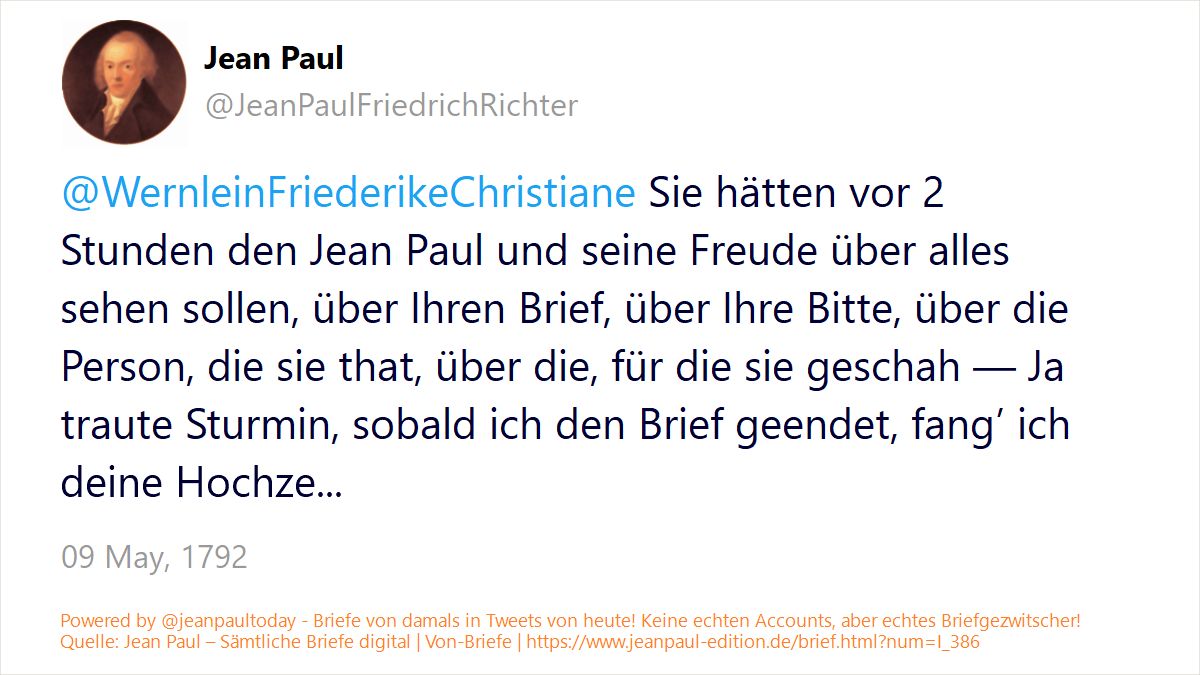 Jean Paul
@JeanPaulFriedrichRichter
@WernleinFriederikeChristiane Sie hätten vor 2
Stunden den Jean Paul und seine Freude über alles
sehen sollen, über Ihren Brief, über Ihre Bitte, über die
Person, die sie that, über die, für die sie geschah — Ja
traute Sturmin, sobald ich den Brief geendet, fang’ ich
deine Hochze...
09 May, 1792
Powered by @jeanpaultoday - Briefe von damals in Tweets von heute! Keine echten Accounts, aber echtes Briefgezwitscher!
Quelle: Jean Paul – Sämtliche Briefe digital | Von-Briefe | https://www.jeanpaul-edition.de/brief.html?num=I_386